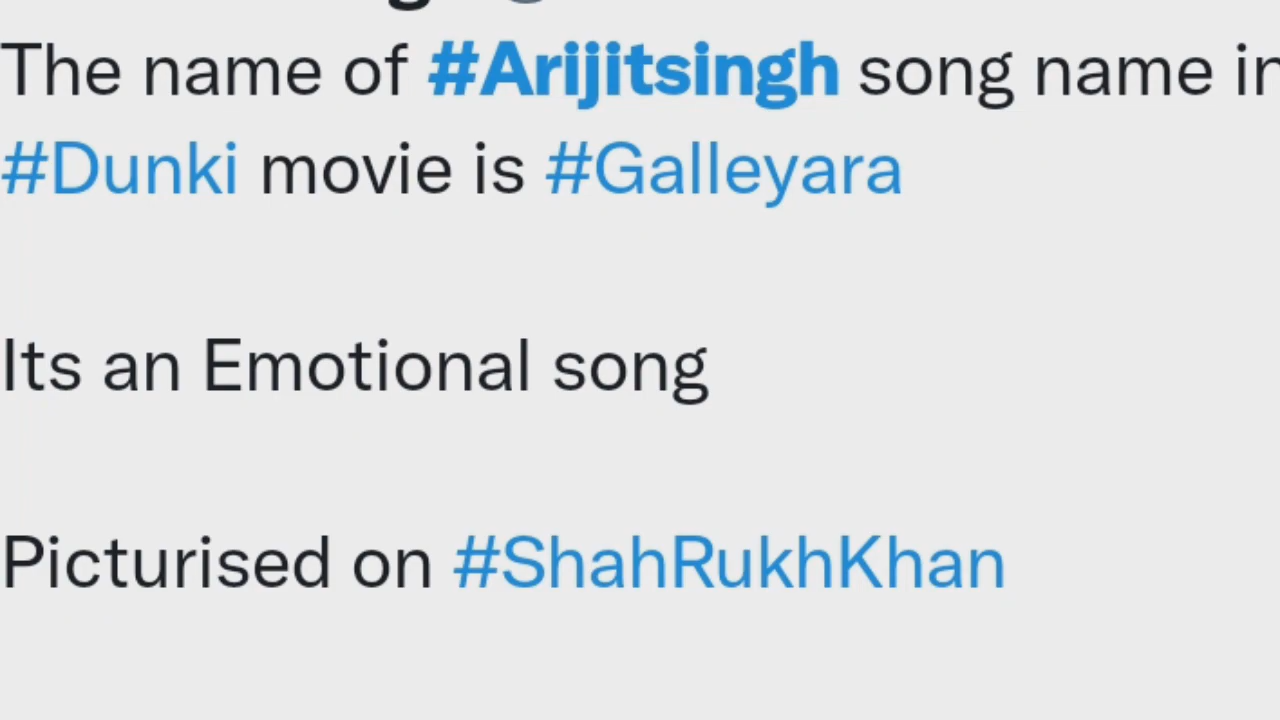 The name of #Arijitsingh song name in
#Dunki movie is #Galleyara
Its an Emotional song
Picturised on #ShahRukhKhan